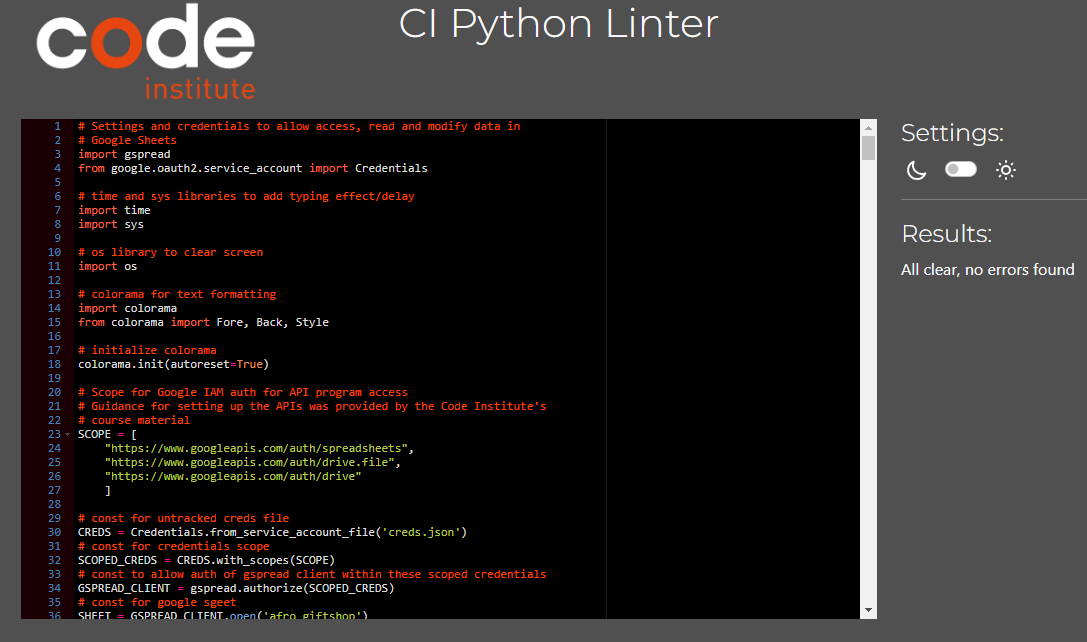 code
institute
CI Python Linter
1 # Settings and credentials to allow access, read and modify data in
2 # Google Sheets
3 import gspread
4 from google.oauth2.service_account import Credentials
5
6 # time and sys libraries to add typing effect/delay
7 import time
8 import sys
9
10 # os library to clear screen
11 import os
12
13 # colorama for text formatting
14 import colorama
15 from colorama import Fore, Back, Style
16
17 # initialize colorama
18 colorama.init(autoreset=True)
19
20 # Scope for Google IAM auth for API program access
21 # Guidance for setting up the APIs was provided by the Code Institute's
22 # course material
23 SCOPE = [
24     "https://www.googleapis.com/auth/spreadsheets",
25     "https://www.googleapis.com/auth/drive.file",
26     "https://www.googleapis.com/auth/drive"
27     ]
28
29 # const for untracked creds file
30 CREDS = Credentials.from_service_account_file('creds.json')
31 # const for credentials scope
32 SCOPED_CREDS = CREDS.with_scopes(SCOPE)
33 # const to allow auth of gspread client within these scoped credentials
34 GSPREAD_CLIENT = gspread.authorize(SCOPED_CREDS)
35 # const for google sgeet
36 SHEET = GSPREAD_CLIENT.open('afro_giftshop')
Settings:
Results:
All clear, no errors found